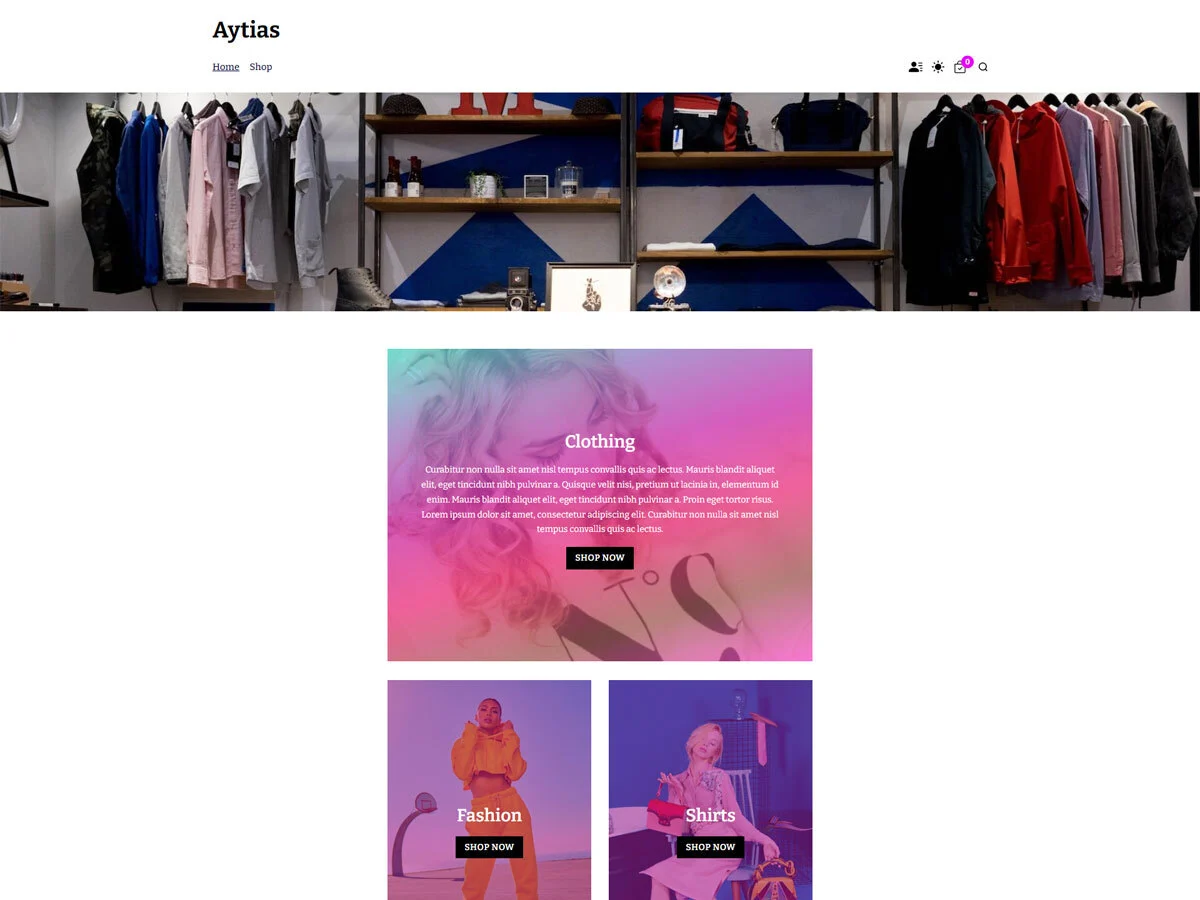 Aytias
Home Shop
0
Clothing
Curabitur non nulla sit amet nisl tempus convallis quis ac lectus. Mauris blandit aliquet
elit, eget tincidunt nibh pulvinar a. Quisque velit nisi, pretium ut lacinia in, elementum id
enim. Mauris blandit aliquet elit, eget tincidunt nibh pulvinar a. Proin eget tortor risus.
Lorem ipsum dolor sit amet, consectetur adipiscing elit. Curabitur non nulla sit amet nisl
tempus convallis quis ac lectus.
SHOP NOW
Fashion
SHOP NOW
Shirts
SHOP NOW